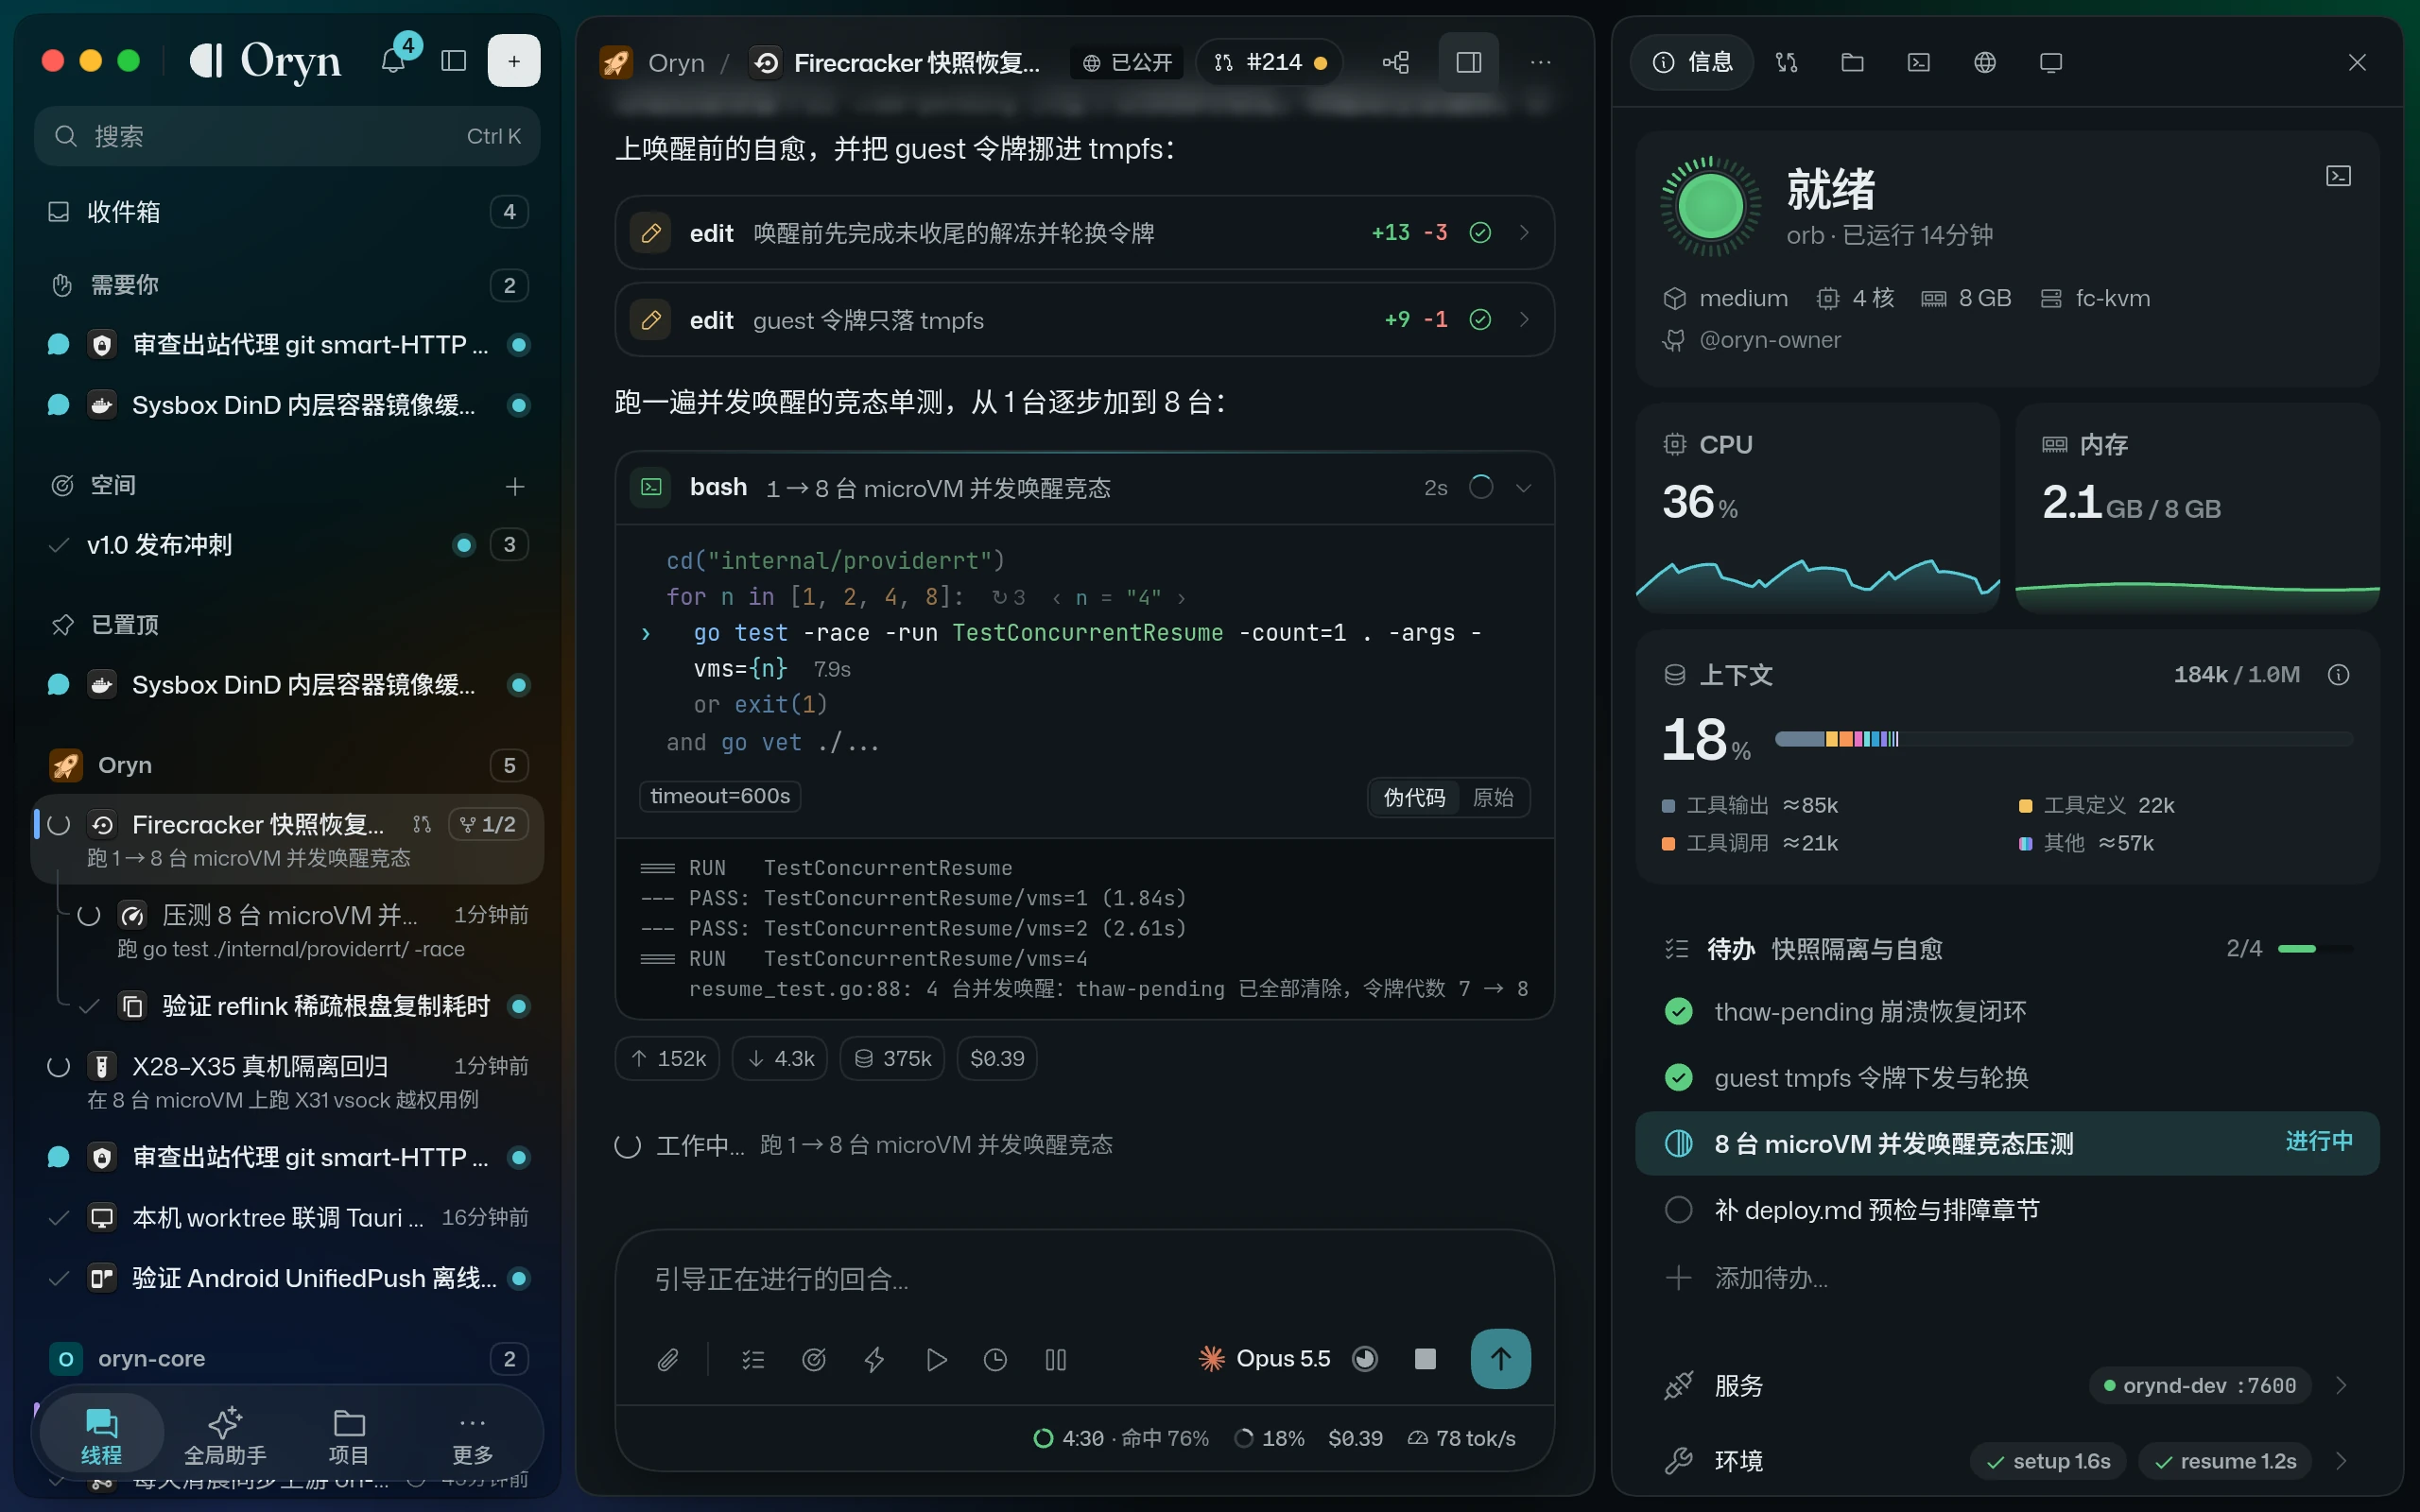 Oryn
4
+
搜索 Ctrl K
收件箱 4
需要你 2
审查出站代理 git smart-HTTP ...
Sysbox DinD 内层容器镜像缓...
空间
v1.0 发布冲刺 3
已置顶
Sysbox DinD 内层容器镜像缓...
Oryn 5
Firecracker 快照恢复... 1/2
跑 1 → 8 台 microVM 并发唤醒竞态
压测 8 台 microVM 并... 1分钟前
跑 go test ./internal/providerrt/ -race
验证 reflink 稀疏根盘复制耗时
X28–X35 真机隔离回归 1分钟前
在 8 台 microVM 上跑 X31 vsock 越权用例
审查出站代理 git smart-HTTP ...
本机 worktree 联调 Tauri ... 16分钟前
验证 Android UnifiedPush 离线...
O oryn-core 2
线程 全局助手 项目 更多
Oryn / Firecracker 快照恢复... 已公开 #214
上唤醒前的自愈，并把 guest 令牌挪进 tmpfs：
edit 唤醒前先完成未收尾的解冻并轮换令牌 +13 -3
edit guest 令牌只落 tmpfs +9 -1
跑一遍并发唤醒的竞态单测，从 1 台逐步加到 8 台：
bash 1 → 8 台 microVM 并发唤醒竞态 2s
cd("internal/providerrt")
for n in [1, 2, 4, 8]: ↻3 ‹ n = "4" ›
› go test -race -run TestConcurrentResume -count=1 . -args -
vms={n} 7.9s
or exit(1)
and go vet ./...
timeout=600s 伪代码 原始
=== RUN TestConcurrentResume
--- PASS: TestConcurrentResume/vms=1 (1.84s)
--- PASS: TestConcurrentResume/vms=2 (2.61s)
=== RUN TestConcurrentResume/vms=4
resume_test.go:88: 4 台并发唤醒：thaw-pending 已全部清除，令牌代数 7 → 8
↑ 152k ↓ 4.3k 375k $0.39
工作中... 跑 1 → 8 台 microVM 并发唤醒竞态
引导正在进行的回合...
Opus 5.5
4:30 · 命中 76% 18% $0.39 78 tok/s
信息
就绪
orb · 已运行 14分钟
medium 4 核 8 GB fc-kvm
@oryn-owner
CPU
36 %
内存
2.1 GB / 8 GB
上下文 184k / 1.0M
18 %
工具输出 ≈85k 工具定义 22k
工具调用 ≈21k 其他 ≈57k
待办 快照隔离与自愈 2/4
thaw-pending 崩溃恢复闭环
guest tmpfs 令牌下发与轮换
8 台 microVM 并发唤醒竞态压测 进行中
补 deploy.md 预检与排障章节
添加待办...
服务 orynd-dev :7600
环境 setup 1.6s resume 1.2s